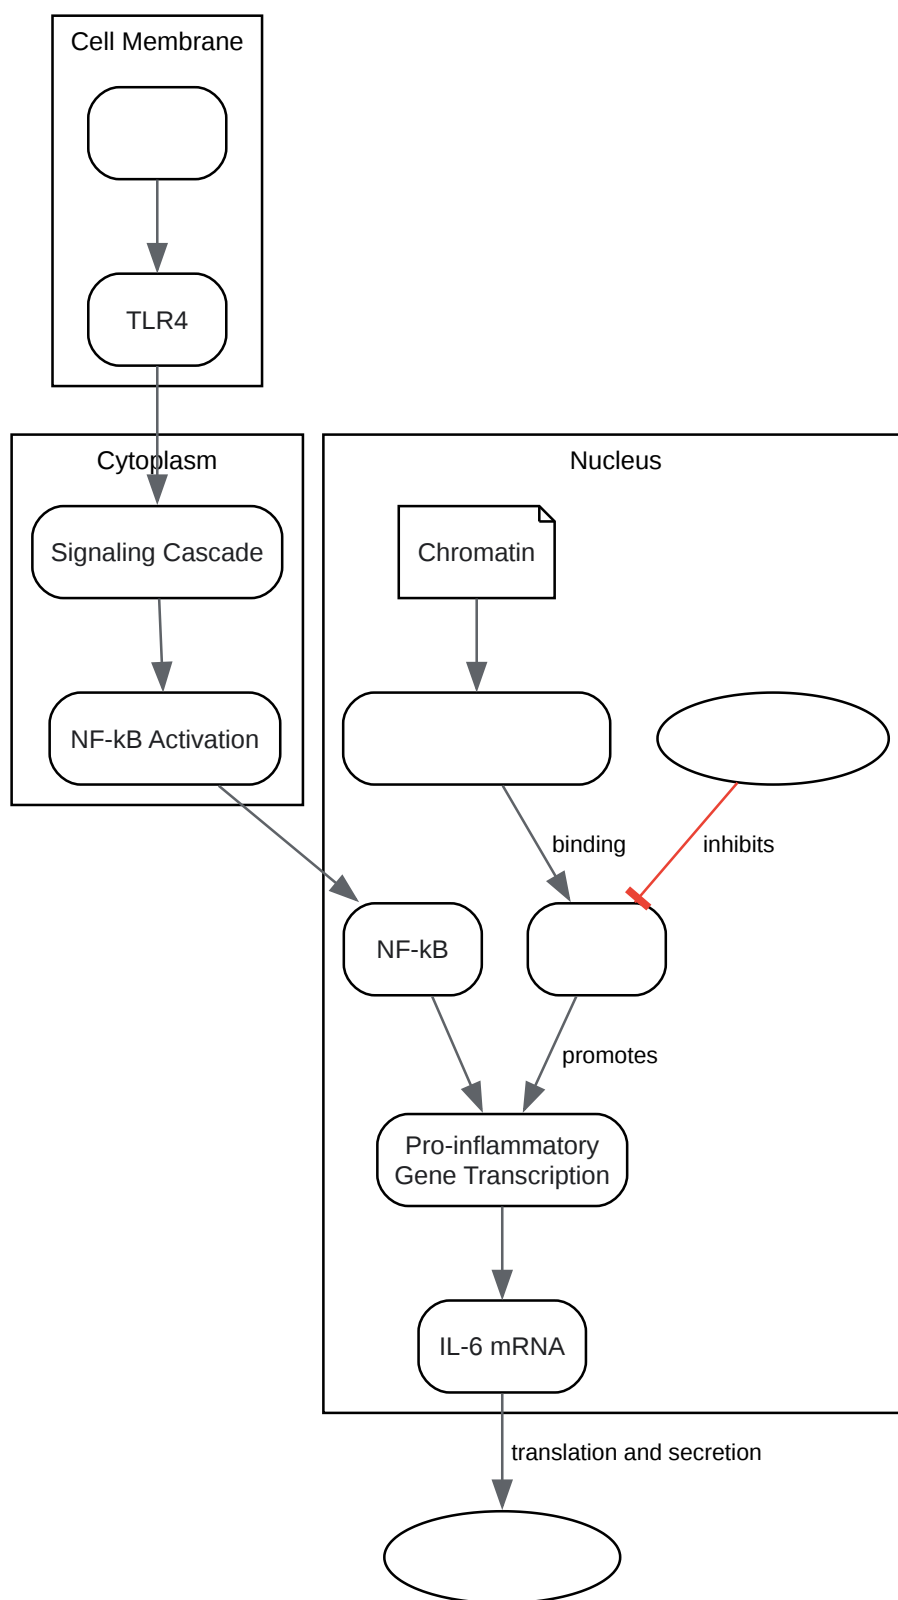 Cell Membrane
TLR4
Cytoplasm
Signaling Cascade
NF-kB Activation
Nucleus
Chromatin
binding
inhibits
NF-kB
promotes
Pro-inflammatory
Gene Transcription
IL-6 mRNA
translation and secretion